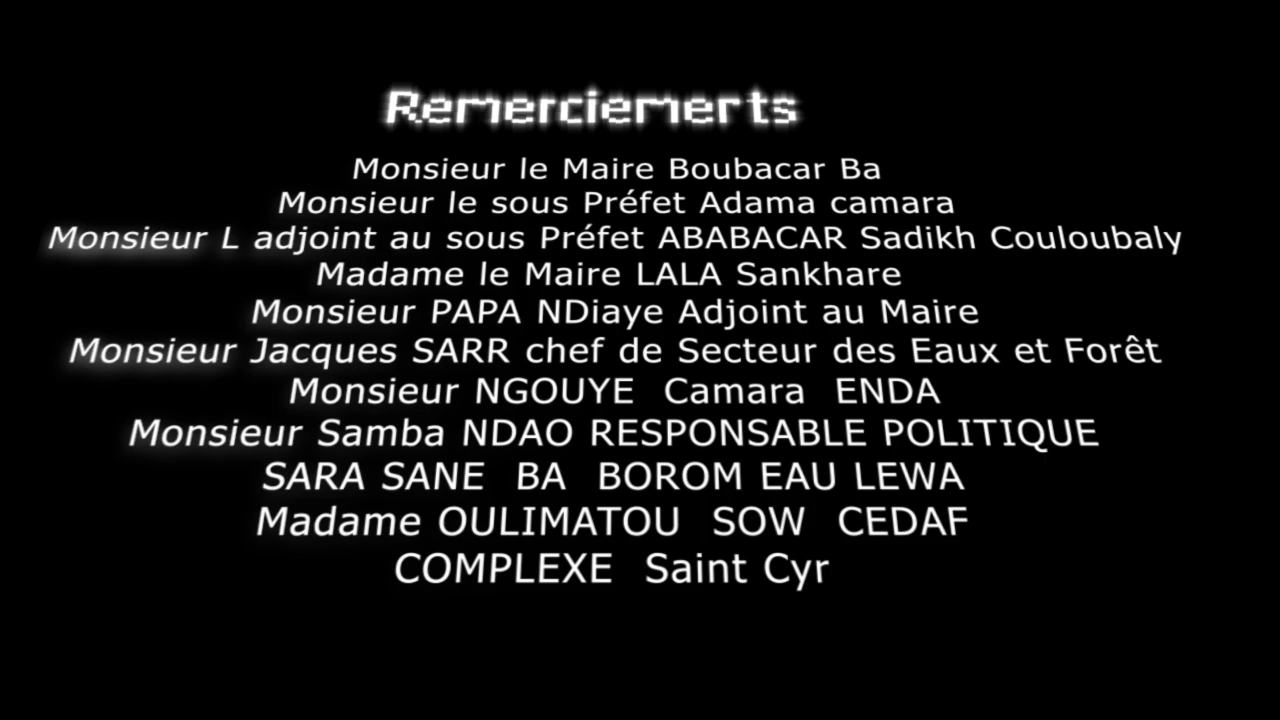 Remerciements
Monsieur le Maire Boubacar Ba
Monsieur le sous Préfet Adama camara
Monsieur L adjoint au sous Préfet ABABACAR Sadikh Couloubaly
Madame le Maire LALA Sankhare
Monsieur PAPA NDiaye Adjoint au Maire
Monsieur Jacques SARR chef de Secteur des Eaux et Forêt
Monsieur NGOUYE Camara ENDA
Monsieur Samba NDAO RESPONSABLE POLITIQUE
SARA SANE BA BOROM EAU LEWA
Madame OULIMATOU SOW CEDAF
COMPLEXE Saint Cyr